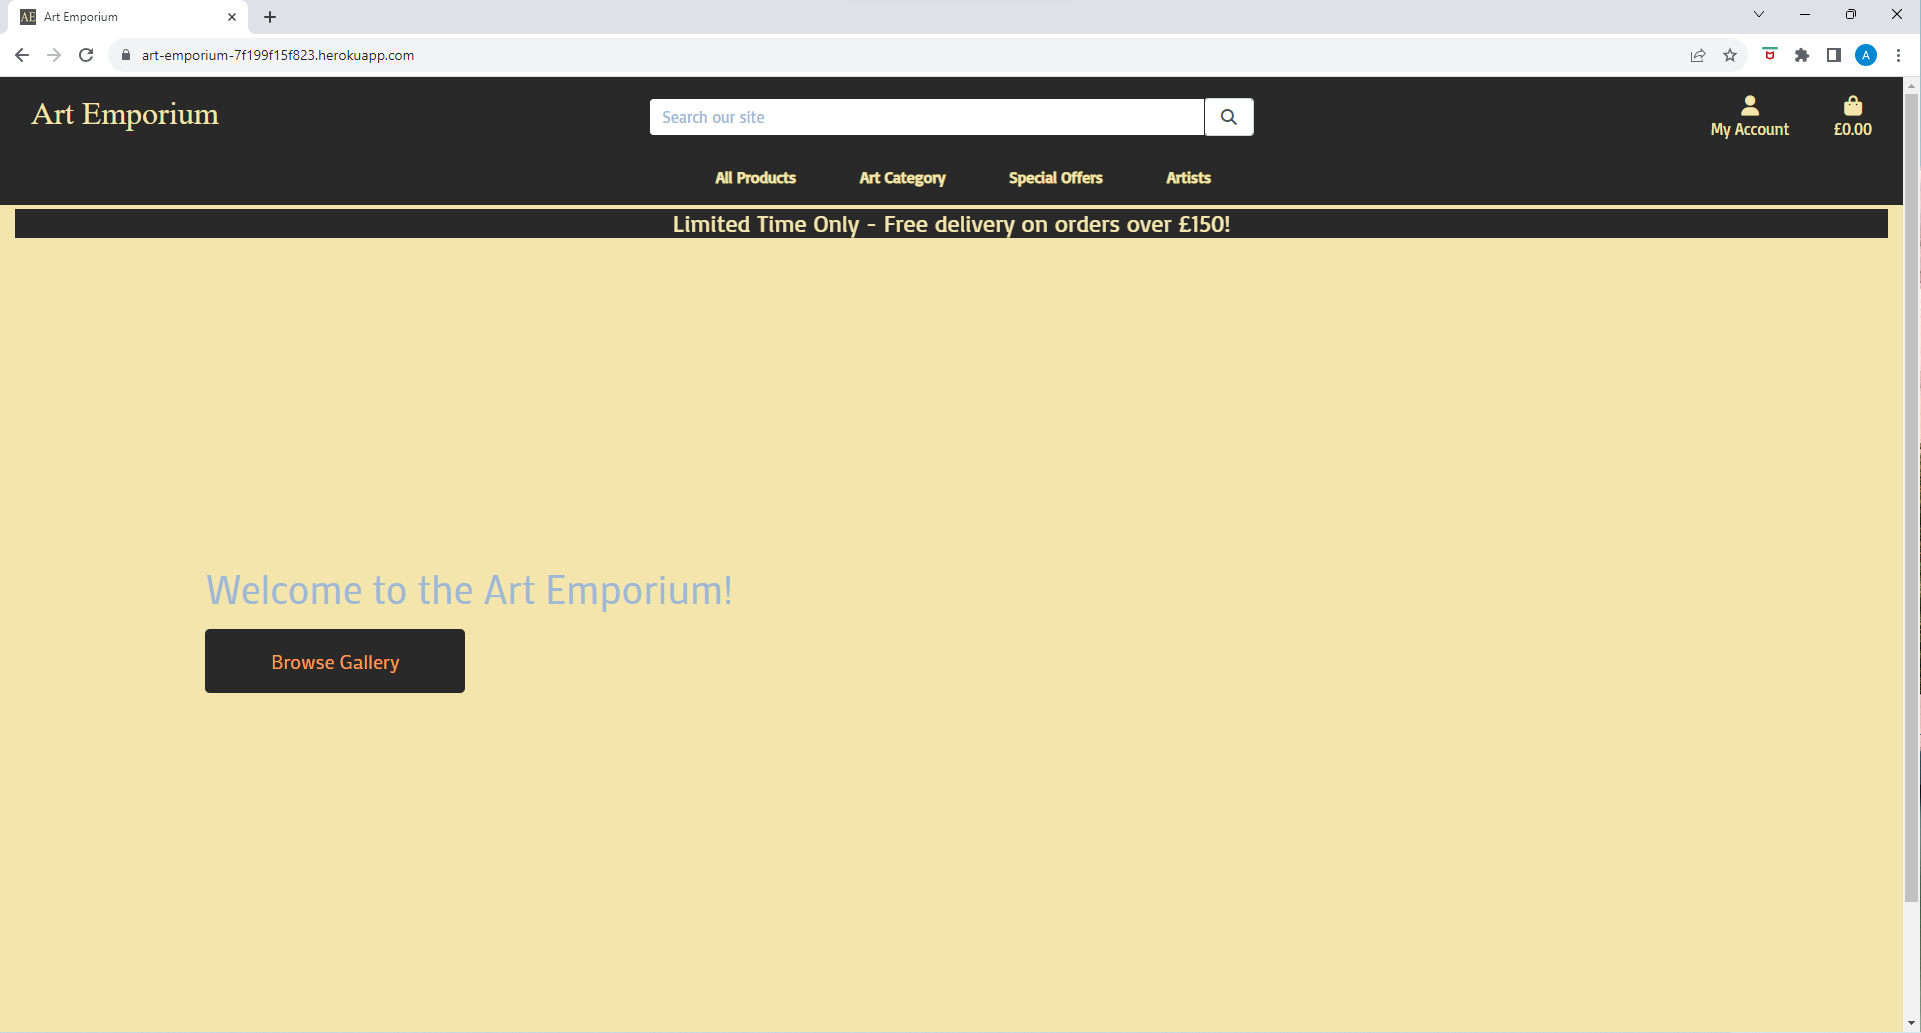 AE Art Emporium
art-emporium-7f199f15f823.herokuapp.com
A
Art Emporium
Search our site
My Account
£0.00
All Products
Art Category
Special Offers
Artists
Limited Time Only - Free delivery on orders over £150!
Welcome to the Art Emporium!
Browse Gallery